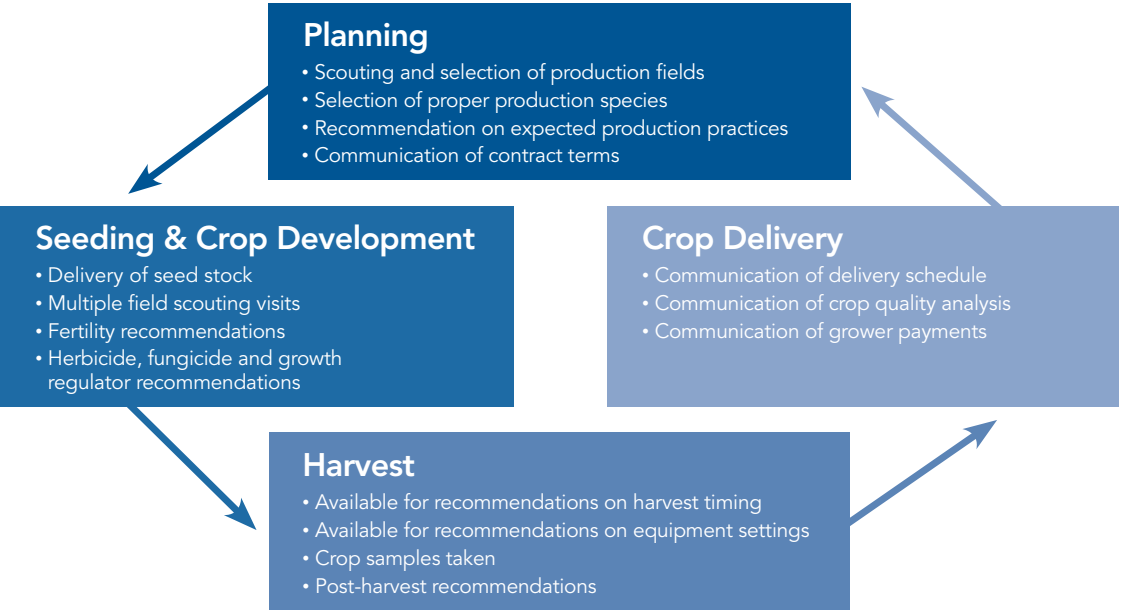 Planning
• Scouting and selection of production fields
• Selection of proper production species
• Recommendation on expected production practices
• Communication of contract terms
Seeding & Crop Development
• Delivery of seed stock
• Multiple field scouting visits
• Fertility recommendations
• Herbicide, fungicide and growth
regulator recommendations
Crop Delivery
• Communication of delivery schedule
• Communication of crop quality analysis
• Communication of grower payments
Harvest
• Available for recommendations on harvest timing
• Available for recommendations on equipment settings
• Crop samples taken
• Post-harvest recommendations